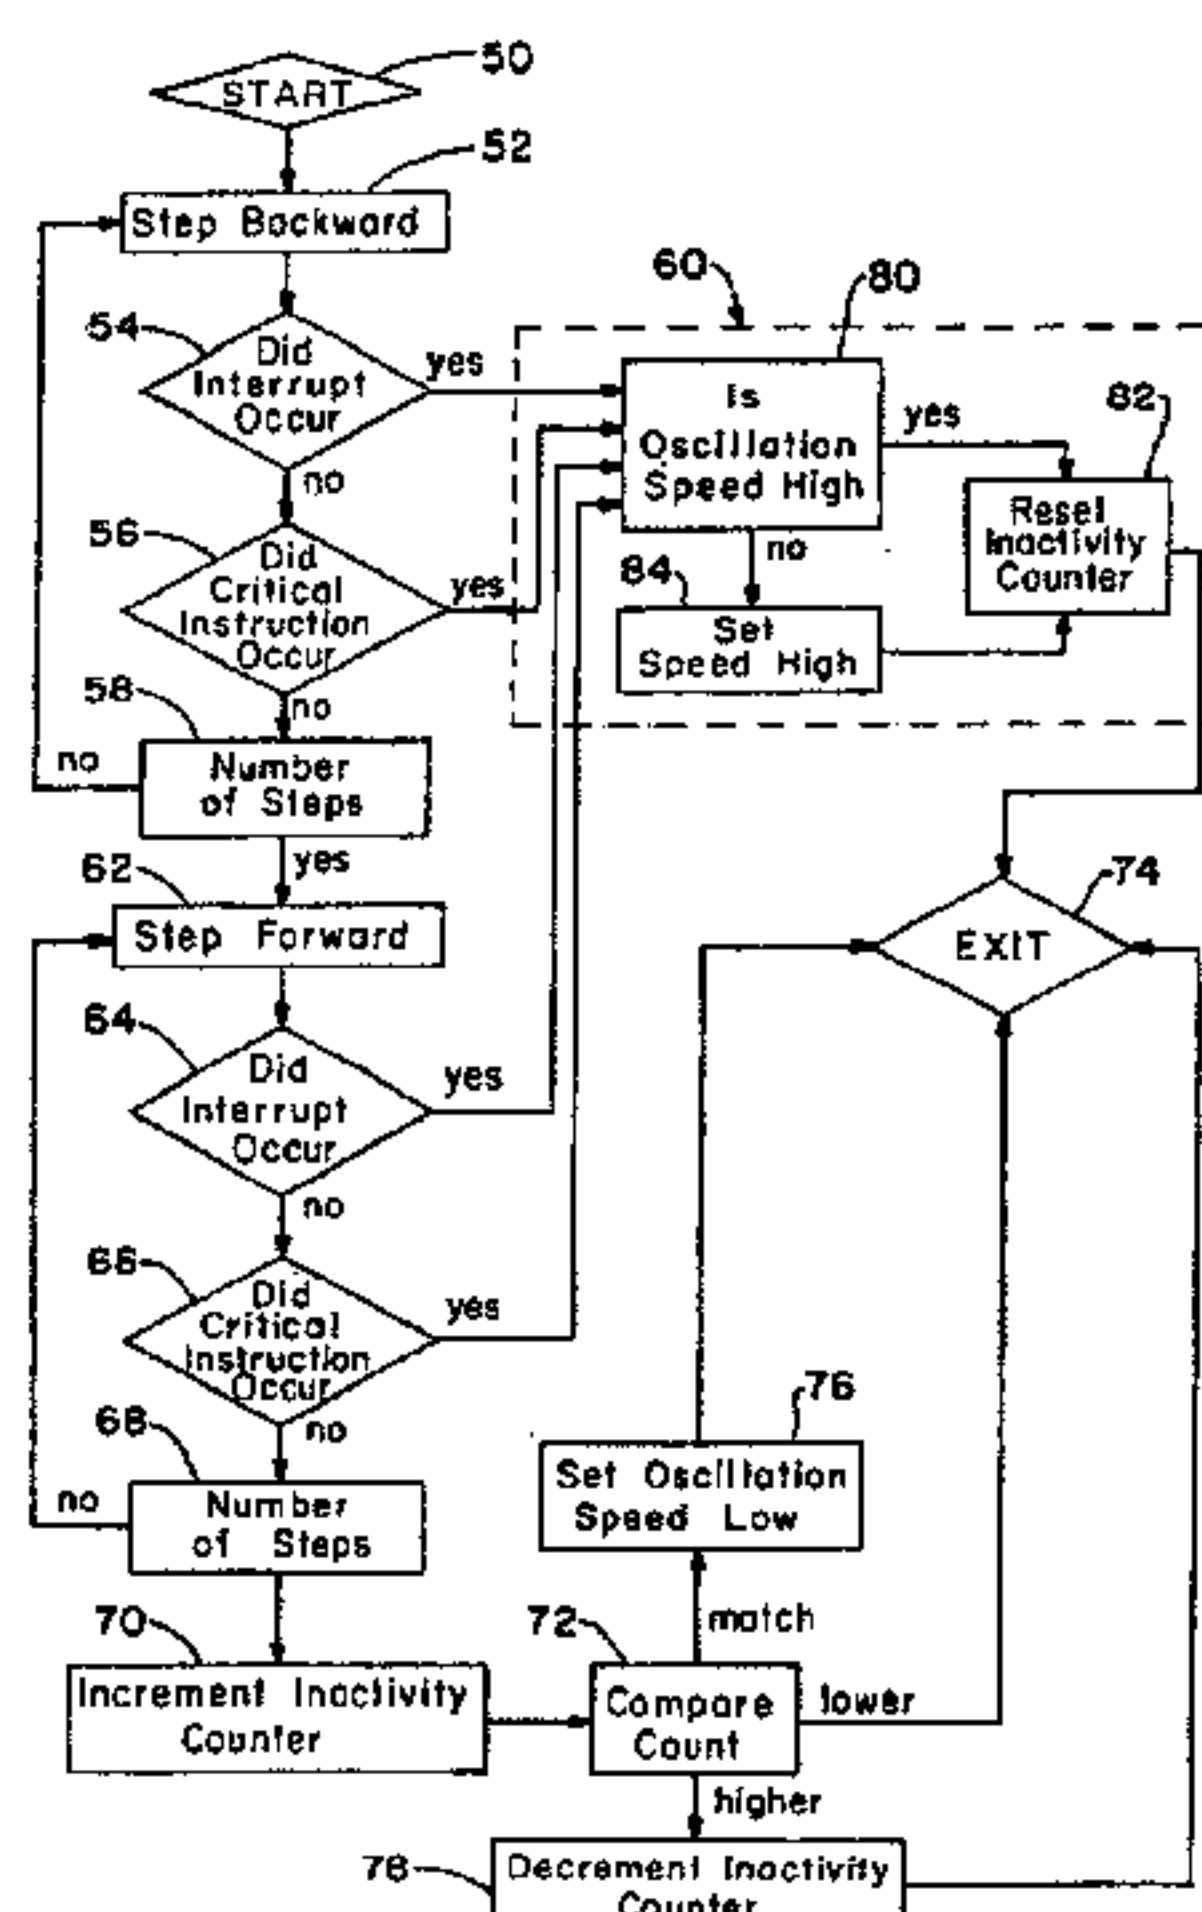 50
START
52
Step Backward
54
Did
Interrupt
Occur
yes
no
56
Did
Critical
Instruction
Occur
yes
no
58
Number
of Steps
no
yes
60
80
Is
Oscillation
Speed High
yes
no
82
Reset
Inactivity
Counter
84
Set
Speed High
62
Step Forward
64
Did
Interrupt
Occur
yes
no
66
Did
Critical
Instruction
Occur
yes
no
68
Number
of Steps
no
70
Increment Inactivity
Counter
72
Compare
Count
match
lower
higher
74
EXIT
76
Set Oscillation
Speed Low
78
Decrement Inactivity
Counter